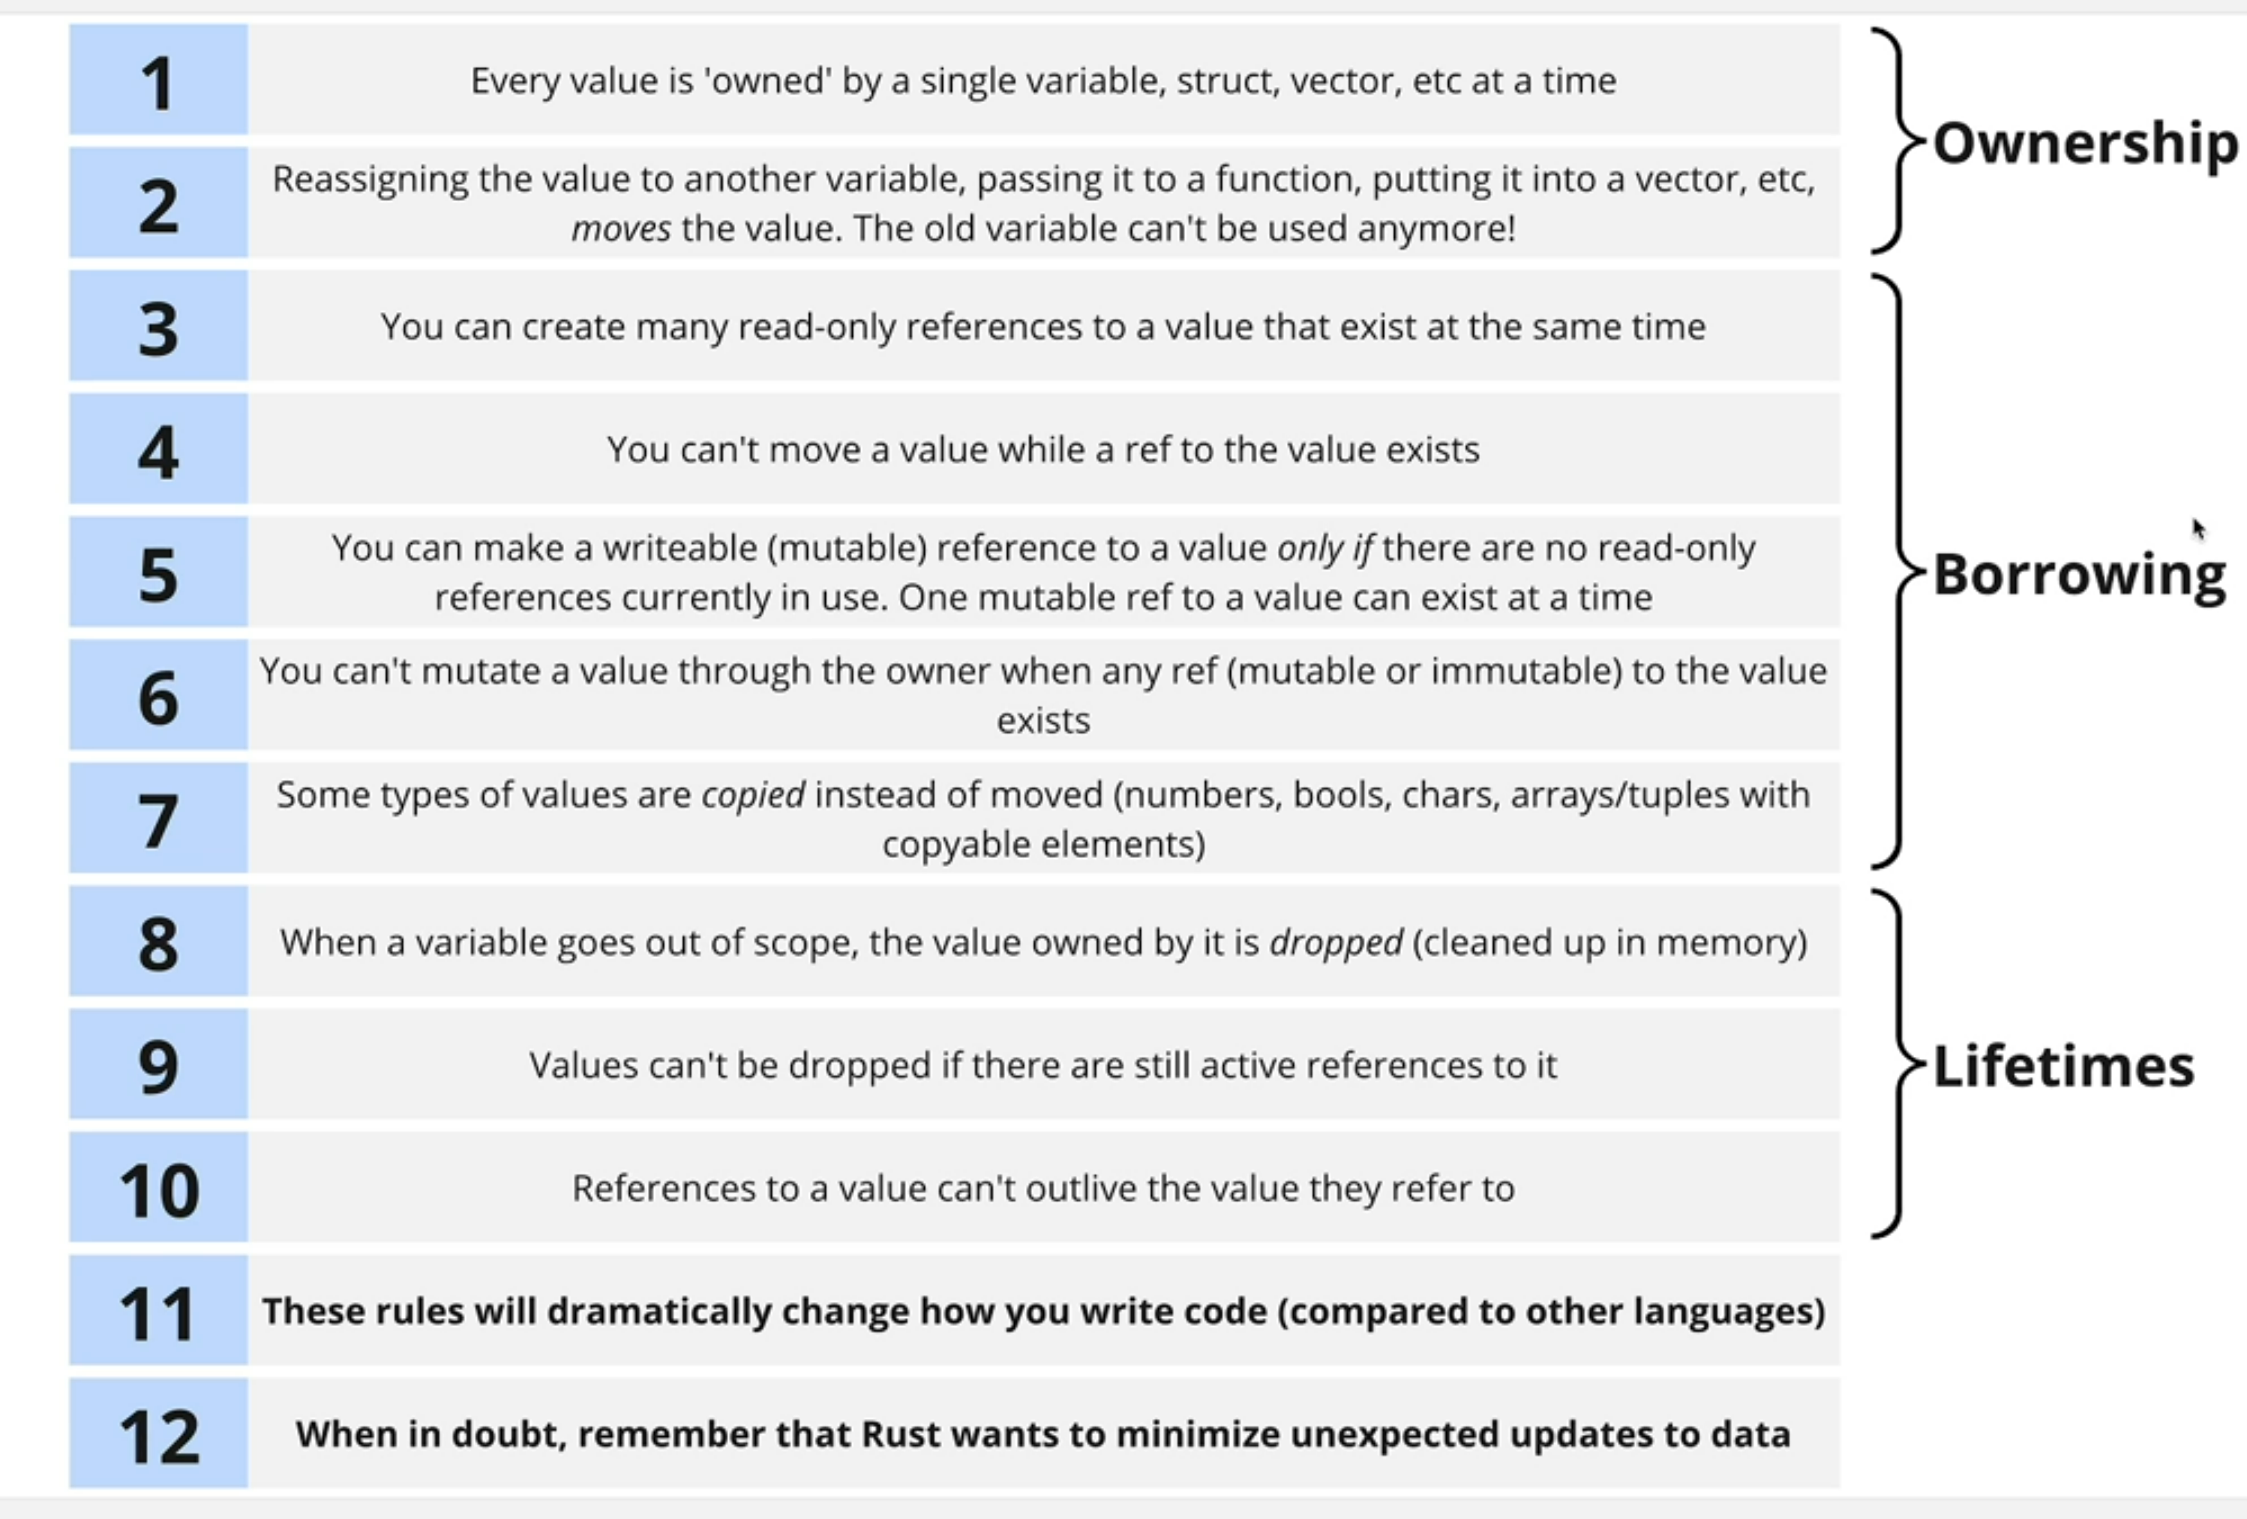 1
Every value is 'owned' by a single variable, struct, vector, etc at a time
Ownership
2
Reassigning the value to another variable, passing it to a function, putting it into a vector, etc,
moves the value. The old variable can't be used anymore!
3
You can create many read-only references to a value that exist at the same time
4
You can't move a value while a ref to the value exists
5
You can make a writeable (mutable) reference to a value only if there are no read-only
references currently in use. One mutable ref to a value can exist at a time
Borrowing
6
You can't mutate a value through the owner when any ref (mutable or immutable) to the value
exists
7
Some types of values are copied instead of moved (numbers, bools, chars, arrays/tuples with
copyable elements)
8
When a variable goes out of scope, the value owned by it is dropped (cleaned up in memory)
9
Values can't be dropped if there are still active references to it
Lifetimes
10
References to a value can't outlive the value they refer to
11
These rules will dramatically change how you write code (compared to other languages)
12
When in doubt, remember that Rust wants to minimize unexpected updates to data